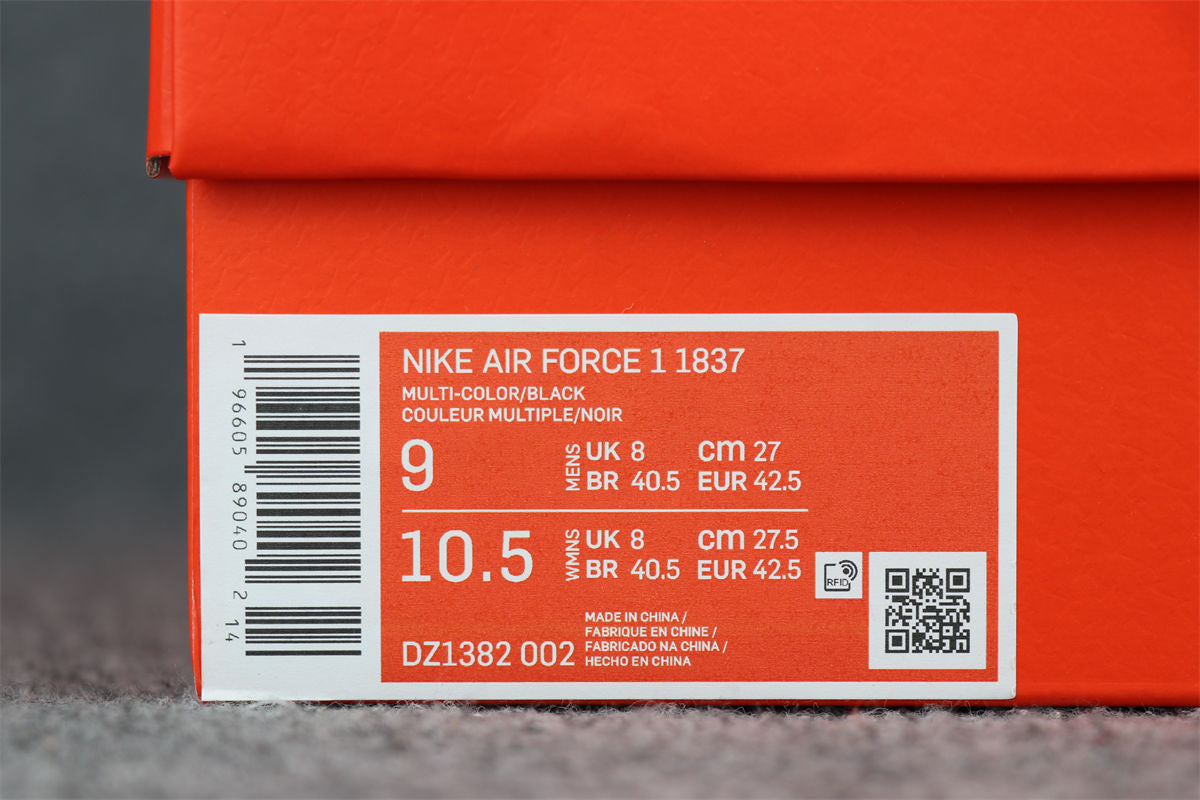 1 96605 89040 2 14
NIKE AIR FORCE 1 1837
MULTI-COLOR/BLACK
COULEUR MULTIPLE/NOIR
9 MENS UK 8 CM 27
BR 40.5 EUR 42.5
10.5 WMNS UK 8 CM 27.5
BR 40.5 EUR 42.5
RFID
DZ1382 002
MADE IN CHINA /
FABRIQUE EN CHINE /
FABRICADO NA CHINA /
HECHO EN CHINA